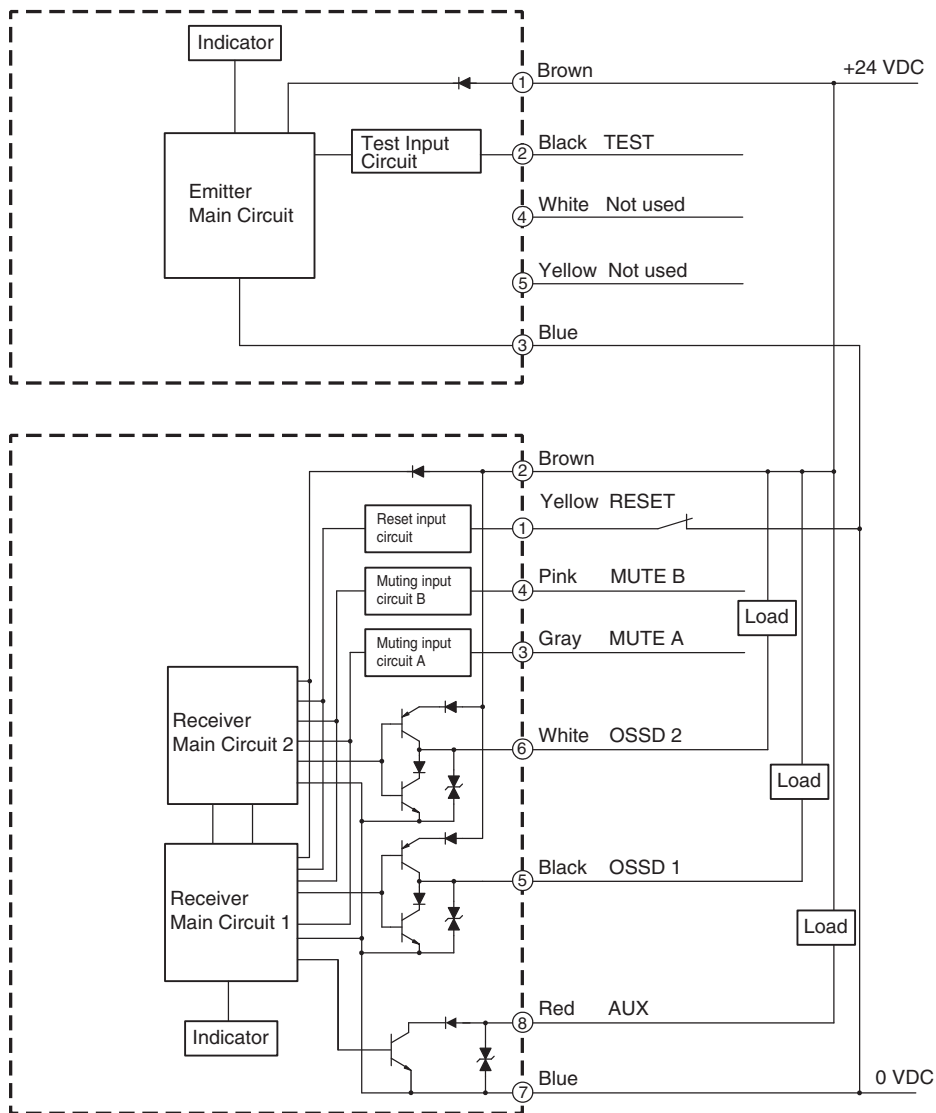 Indicator
1 Brown
+24 VDC
Test Input
Circuit
2 Black TEST
Emitter
Main Circuit
4 White Not used
5 Yellow Not used
3 Blue
2 Brown
Yellow RESET
Reset input
circuit
1
Pink MUTE B
Muting input
circuit B
4
Load
Gray MUTE A
Muting input
circuit A
3
Receiver
Main Circuit 2
6 White OSSD 2
Load
5 Black OSSD 1
Receiver
Main Circuit 1
Load
8 Red AUX
Indicator
7 Blue
0 VDC